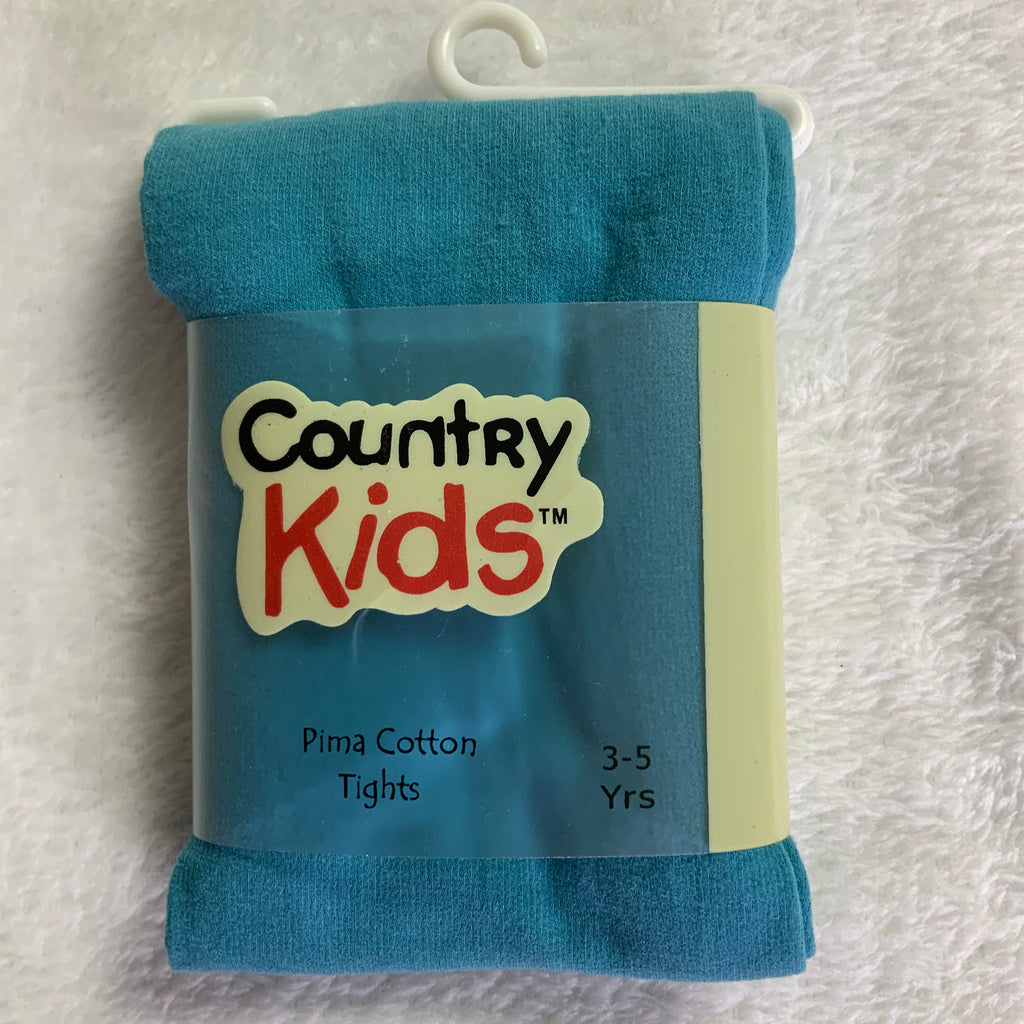 Country
Kids™
Pima Cotton
Tights
3-5
Yrs